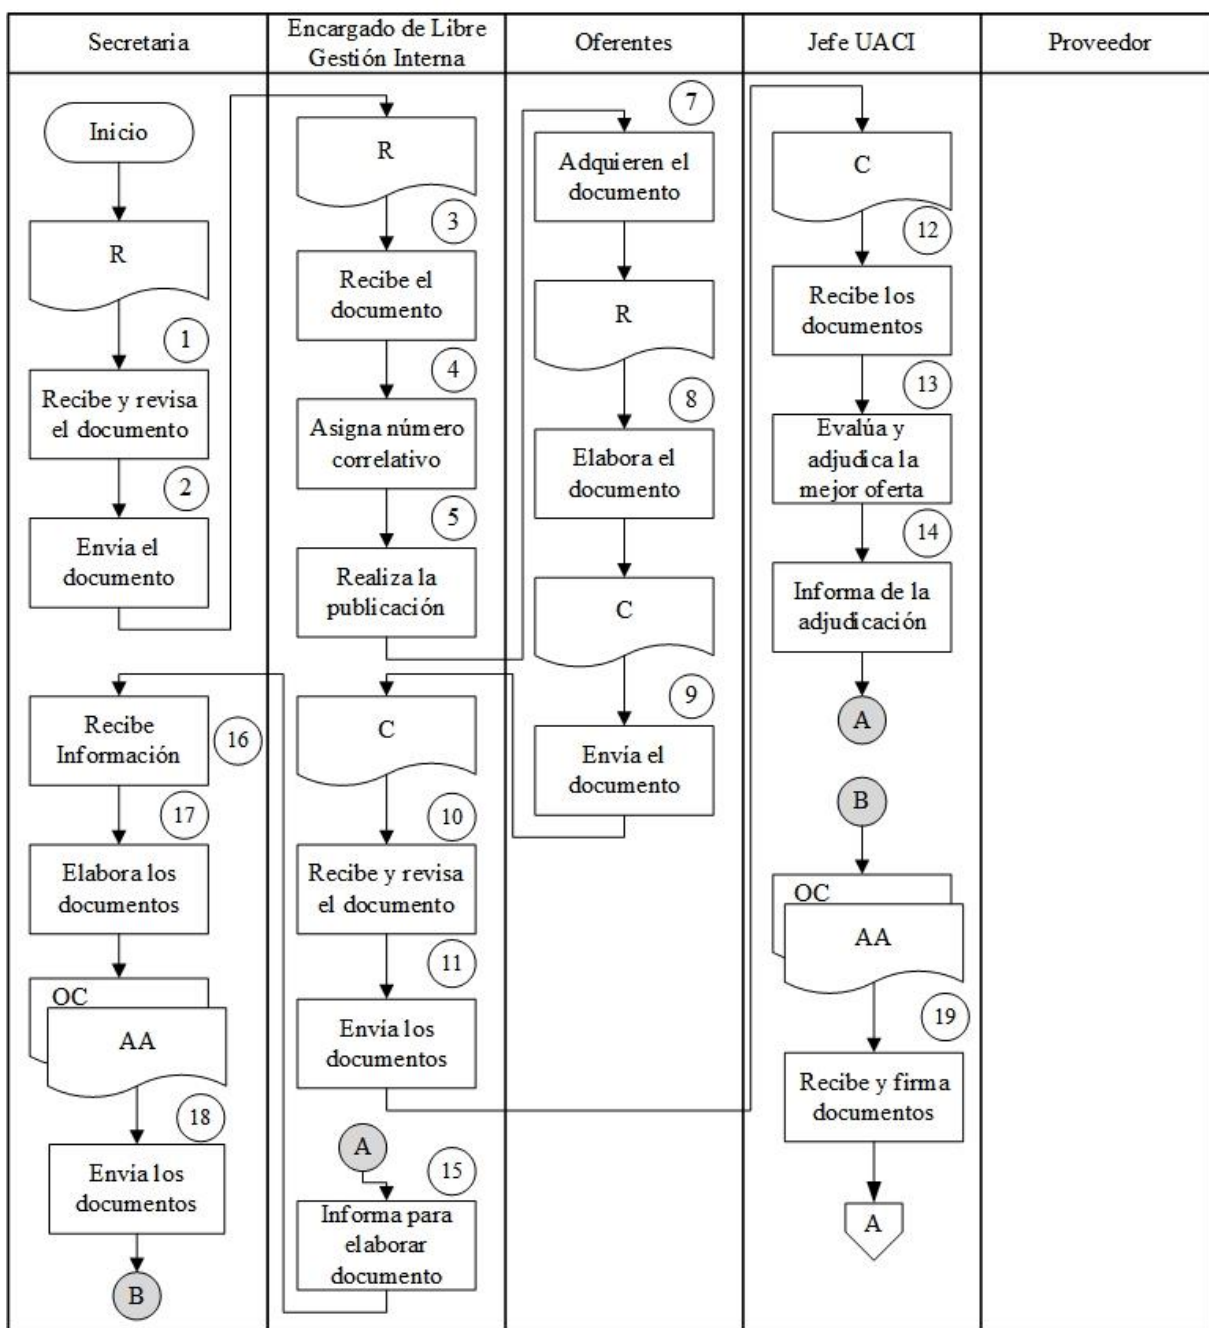 Secretaria
Encargado de Libre
Gestión Interna
Oferentes
Jefe UACI
Proveedor
Inicio
R
1
Recibe y revisa
el documento
2
Envía el
documento
16
Recibe
Información
17
Elabora los
documentos
OC
AA
18
Envía los
documentos
B
R
3
Recibe el
documento
4
Asigna número
correlativo
5
Realiza la
publicación
C
10
Recibe y revisa
el documento
11
Envía los
documentos
A
15
Informa para
elaborar
documento
7
Adquieren el
documento
R
8
Elabora el
documento
C
9
Envía el
documento
C
12
Recibe los
documentos
13
Evalúa y
adjudica la
mejor oferta
14
Informa de la
adjudicación
A
B
OC
AA
19
Recibe y firma
documentos
A